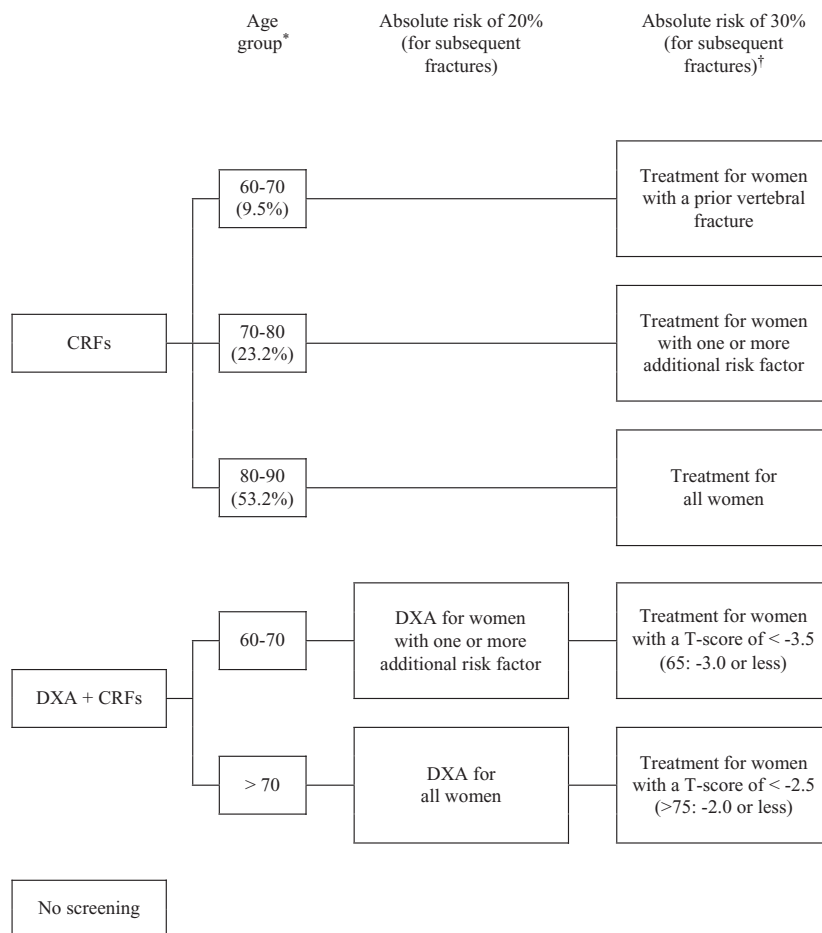 Age
group*
Absolute risk of 20%
(for subsequent
fractures)
Absolute risk of 30%
(for subsequent
fractures)†
60-70
(9.5%)
Treatment for women
with a prior vertebral
fracture
CRFs
70-80
(23.2%)
Treatment for women
with one or more
additional risk factor
80-90
(53.2%)
Treatment for
all women
DXA + CRFs
60-70
DXA for women
with one or more
additional risk factor
Treatment for women
with a T-score of < -3.5
(65: -3.0 or less)
> 70
DXA for
all women
Treatment for women
with a T-score of < -2.5
(>75: -2.0 or less)
No screening